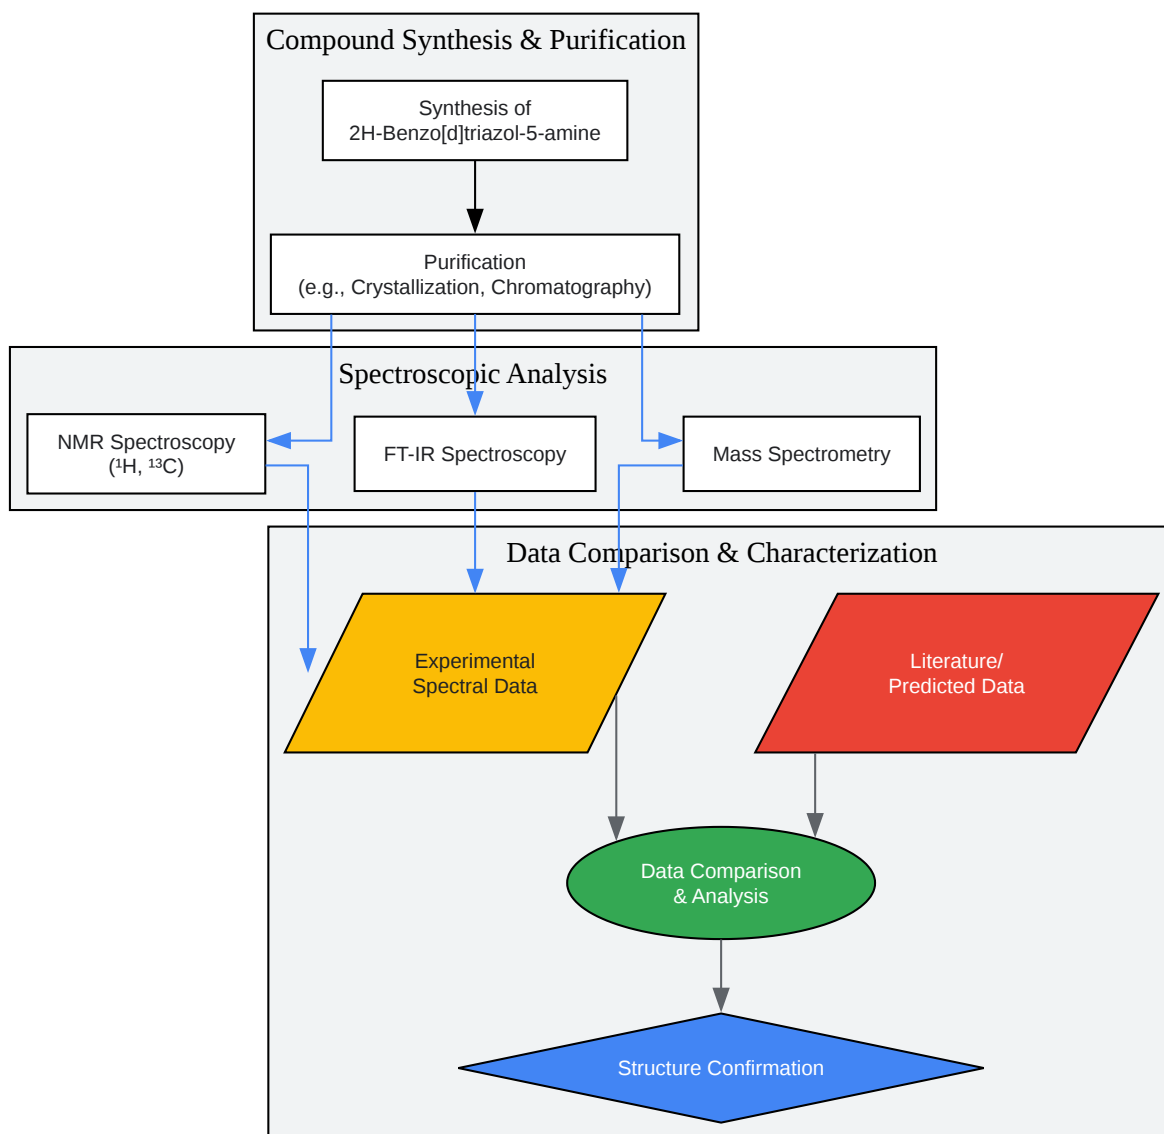 Compound Synthesis & Purification
Synthesis of
2H-Benzo[d]triazol-5-amine
Purification
(e.g., Crystallization, Chromatography)
Spectroscopic Analysis
NMR Spectroscopy
(¹H, ¹³C)
FT-IR Spectroscopy
Mass Spectrometry
Data Comparison & Characterization
Experimental
Spectral Data
Literature/
Predicted Data
Data Comparison
& Analysis
Structure Confirmation